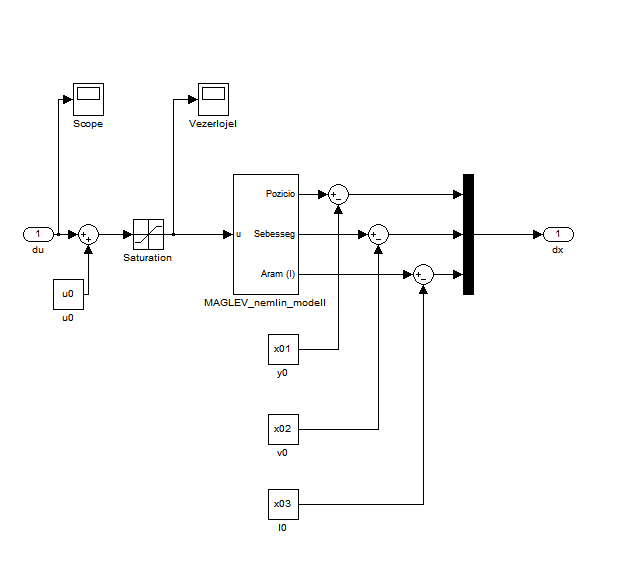 Scope
Vezerlojel
1
du
+
+
u0
u0
Saturation
u
Pozicio
Sebesseg
Aram (I)
MAGLEV_nemlin_modell
+
−
+
−
+
−
x01
y0
x02
v0
x03
I0
1
dx